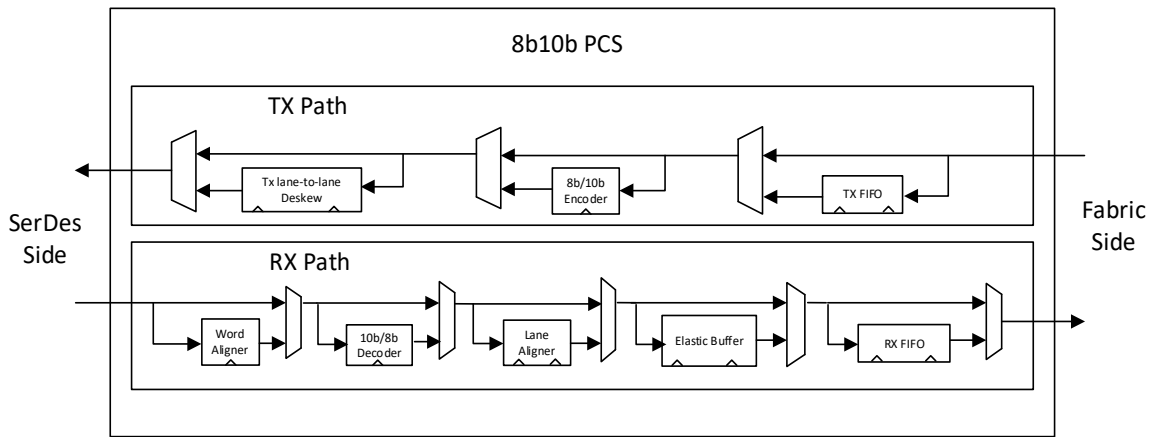 8b10b PCS
TX Path
Tx lane-to-lane
Deskew
8b/10b
Encoder
TX FIFO
SerDes
Side
Fabric
Side
RX Path
Word
Aligner
10b/8b
Decoder
Lane
Aligner
Elastic Buffer
RX FIFO